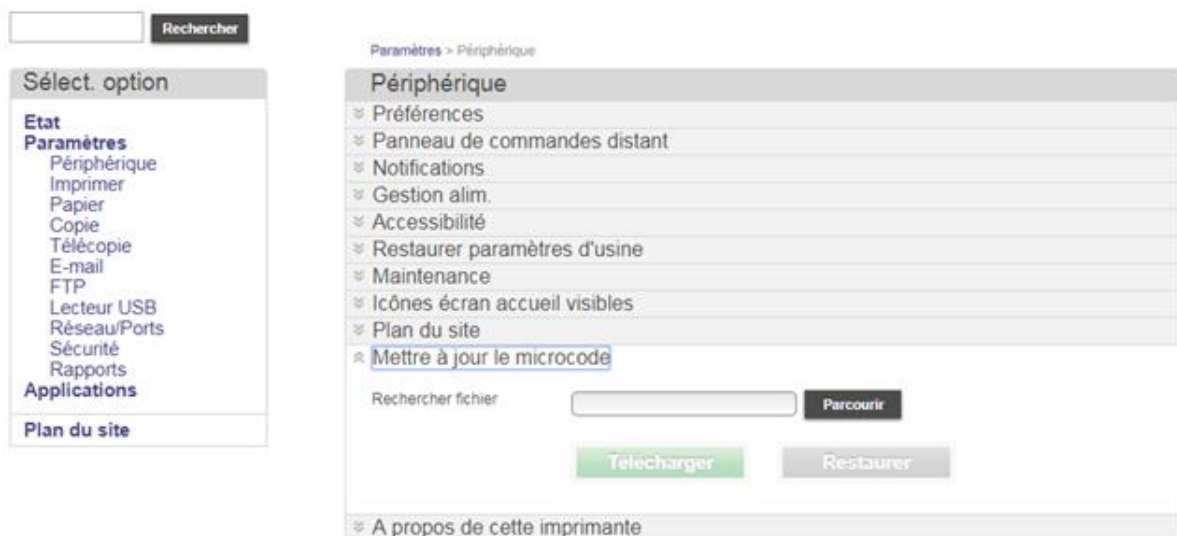 Rechercher
Sélect. option
Etat
Paramètres
Périphérique
Imprimer
Papier
Copie
Télécopie
E-mail
FTP
Lecteur USB
Réseau/Ports
Sécurité
Rapports
Applications
Plan du site
Paramètres > Périphérique
Périphérique
Préférences
Panneau de commandes distant
Notifications
Gestion alim.
Accessibilité
Restaurer paramètres d'usine
Maintenance
Icônes écran accueil visibles
Plan du site
Mettre à jour le microcode
Rechercher fichier
Parcourir
Télécharger
Restaurer
A propos de cette imprimante